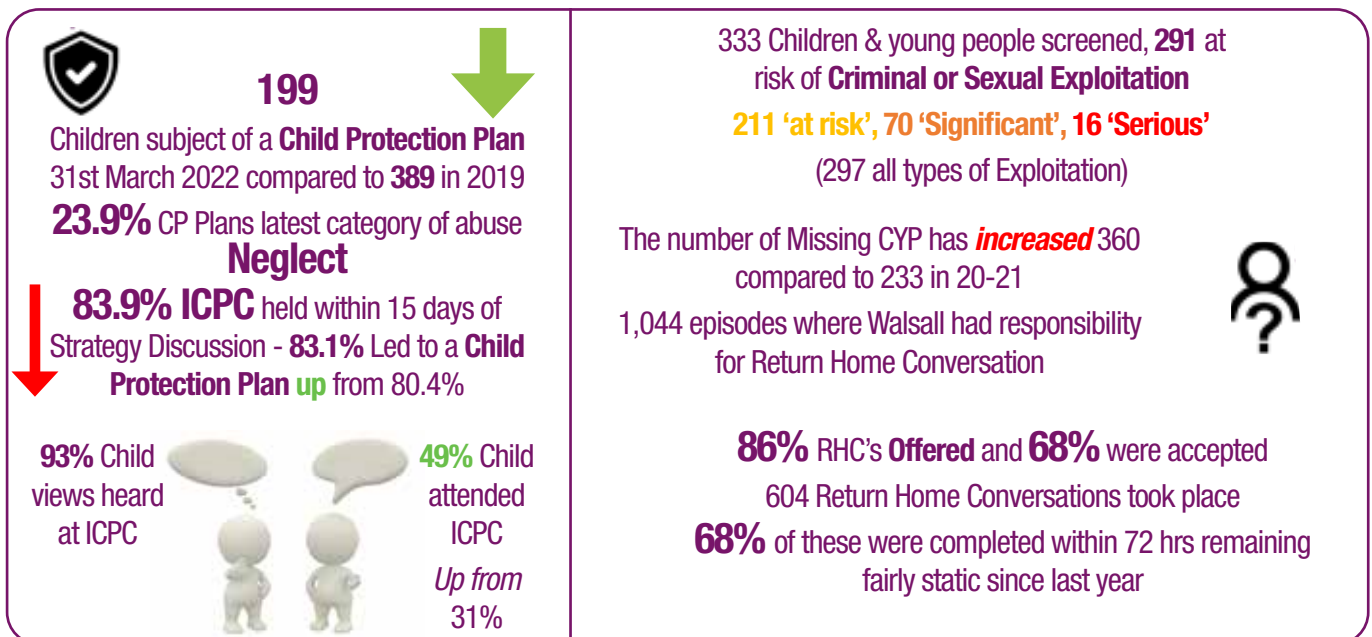 199
Children subject of a Child Protection Plan
31st March 2022 compared to 389 in 2019
23.9% CP Plans latest category of abuse
Neglect
83.9% ICPC held within 15 days of
Strategy Discussion - 83.1% Led to a Child
Protection Plan up from 80.4%
93% Child
views heard
at ICPC
49% Child
attended
ICPC
Up from
31%
333 Children & young people screened, 291 at
risk of Criminal or Sexual Exploitation
211 ‘at risk’, 70 ‘Significant’, 16 ‘Serious’
(297 all types of Exploitation)
The number of Missing CYP has increased 360
compared to 233 in 20-21
1,044 episodes where Walsall had responsibility
for Return Home Conversation
86% RHC's Offered and 68% were accepted
604 Return Home Conversations took place
68% of these were completed within 72 hrs remaining
fairly static since last year